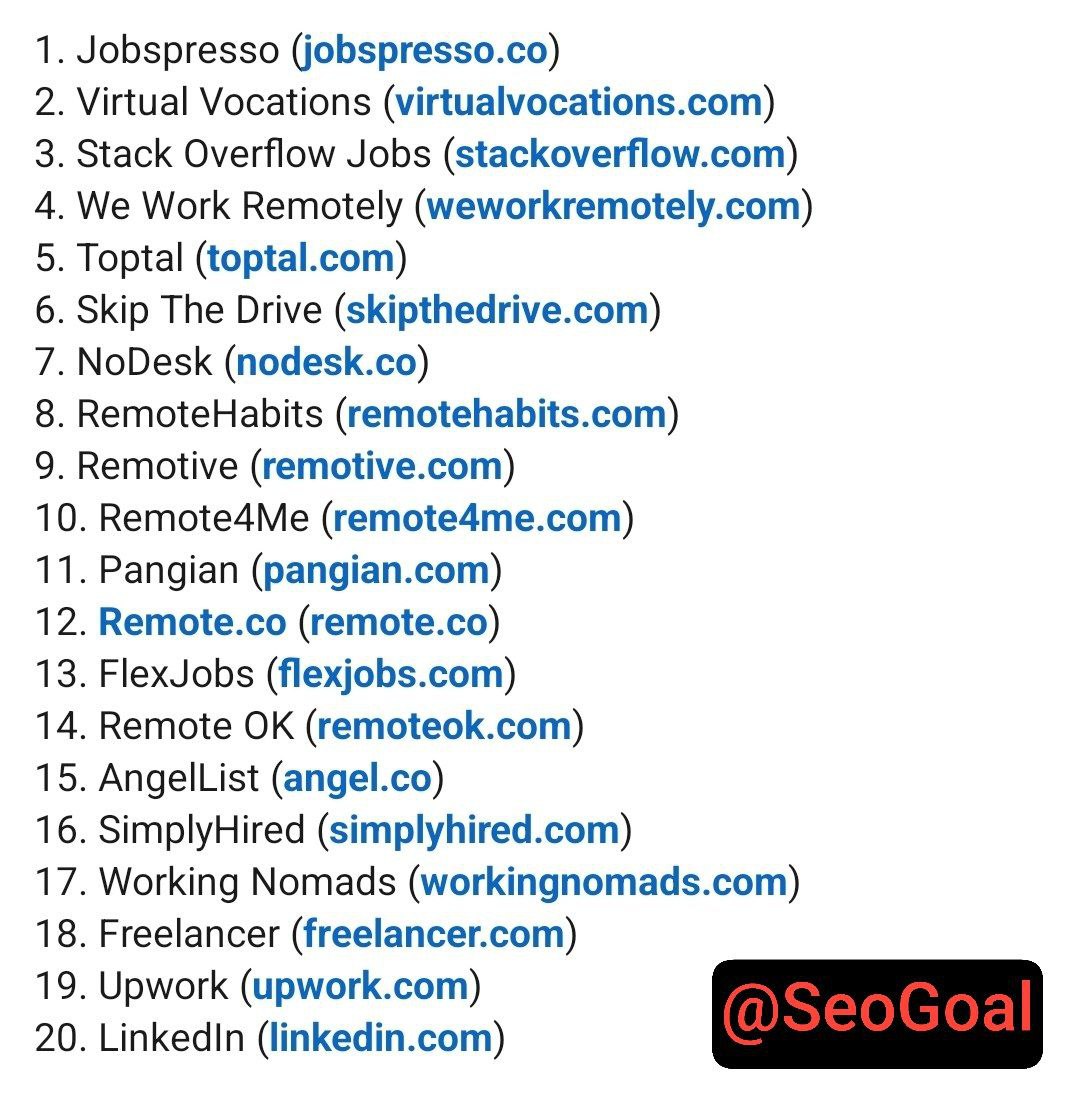 1. Jobspresso (jobspresso.co)
2. Virtual Vocations (virtualvocations.com)
3. Stack Overflow Jobs (stackoverflow.com)
4. We Work Remotely (weworkremotely.com)
5. Toptal (toptal.com)
6. Skip The Drive (skipthedrive.com)
7. NoDesk (nodesk.co)
8. RemoteHabits (remotehabits.com)
9. Remotive (remotive.com)
10. Remote4Me (remote4me.com)
11. Pangian (pangian.com)
12. Remote.co (remote.co)
13. FlexJobs (flexjobs.com)
14. Remote OK (remoteok.com)
15. AngelList (angel.co)
16. SimplyHired (simplyhired.com)
17. Working Nomads (workingnomads.com)
18. Freelancer (freelancer.com)
19. Upwork (upwork.com)
20. LinkedIn (linkedin.com)
@SeoGoal